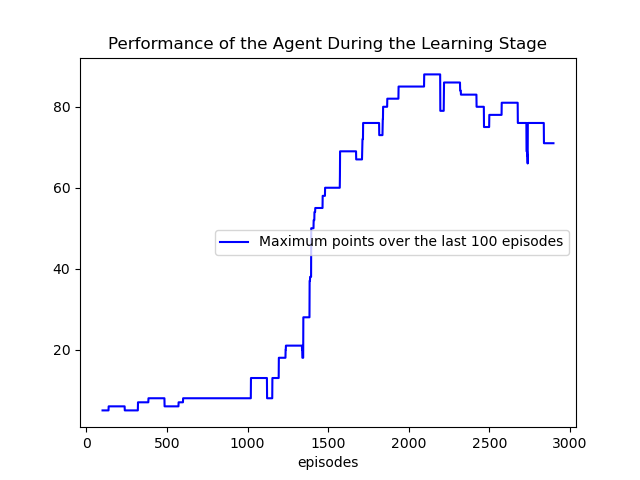 Performance of the Agent During the Learning Stage
80
60
Maximum points over the last 100 episodes
40
20
0 500 1000 1500 2000 2500 3000
episodes